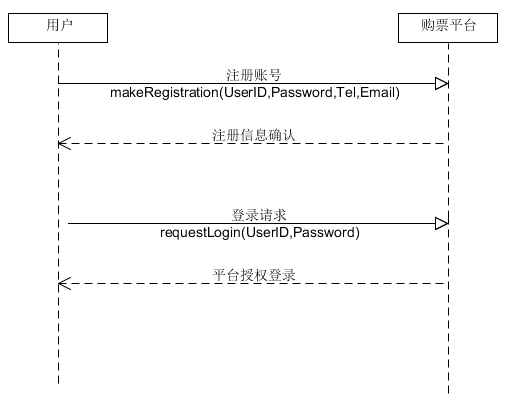 用户
购票平台
注册账号
makeRegistration(UserID,Password,Tel,Email)
注册信息确认
登录请求
requestLogin(UserID,Password)
平台授权登录